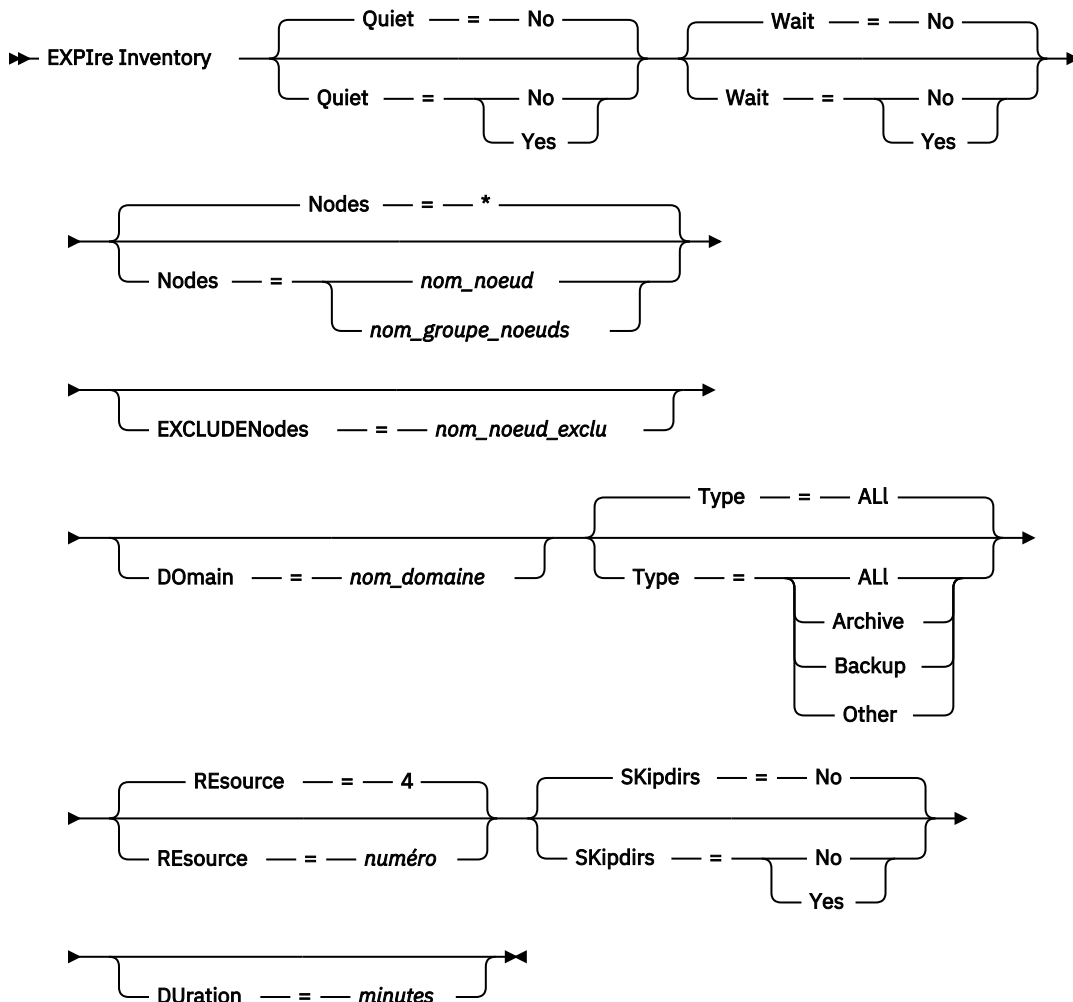 Quiet = No Wait = No
EXPIre Inventory
Quiet = No Wait = No
Yes Yes
Nodes = *
Nodes = nom_noeud
nom_groupe_noeuds
EXCLUDENodes = nom_noeud_exclu
Type = ALl
DOmain = nom_domaine Type = ALl
Archive
Backup
Other
REsource = 4 SKipdirs = No
REsource = numéro SKipdirs = No
Yes
DUration = minutes